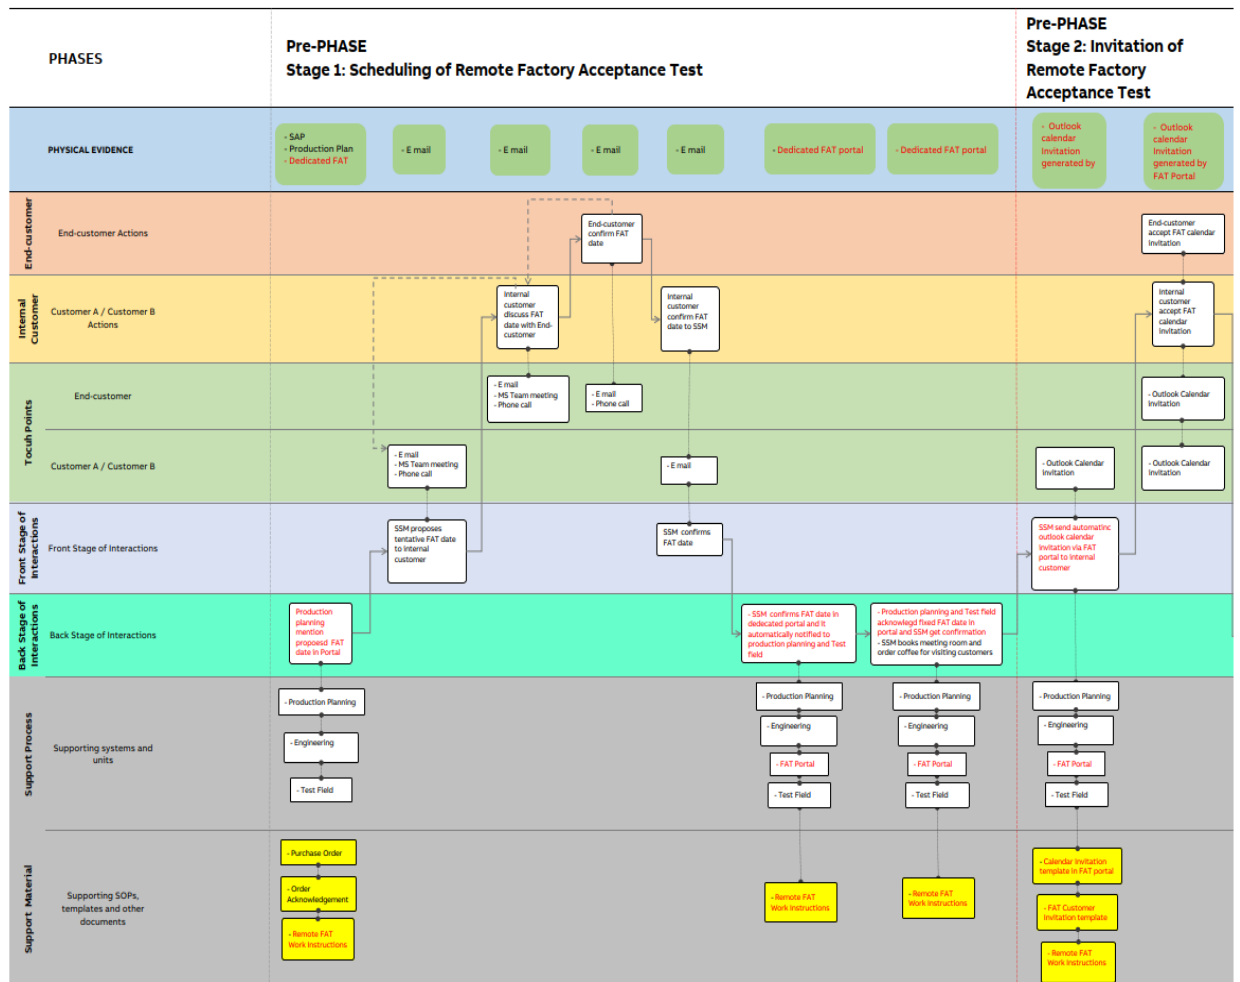 PHASES
Pre-PHASE
Stage 1: Scheduling of Remote Factory Acceptance Test
Pre-PHASE
Stage 2: Invitation of
Remote Factory
Acceptance Test
PHYSICAL EVIDENCE
- SAP
- Production Plan
- Dedicated FAT
- E mail
- E mail
- E mail
- E mail
- Dedicated FAT portal
- Dedicated FAT portal
- Outlook
calendar
Invitation
generated by
- Outlook
calendar
Invitation
generated by
FAT Portal
End-customer
End-customer Actions
End-customer
confirm FAT
date
End-customer
accept FAT calendar
Invitation
Internal
Customer
Customer A / Customer B
Actions
Internal
customer
discuss FAT
date with End-
customer
Internal
customer
confirm FAT
date to SSM
Internal
customer
accept FAT
calendar
Invitation
Tocuh Points
End-customer
- E mail
- MS Team meeting
- Phone call
- E mail
- Phone call
- Outlook Calendar
Invitation
Customer A / Customer B
- E mail
- MS Team meeting
- Phone call
- E mail
- Outlook Calendar
Invitation
- Outlook Calendar
Invitation
Front Stage of
Interactions
Front Stage of Interactions
SSM proposes
tentative FAT date
to internal
customer
SSM confirms
FAT date
SSM send automatinc
outlook calendar
invitation via FAT
portal to internal
customer
Back Stage of
Interactions
Back Stage of Interactions
Production
planning
mention
proposed FAT
date in Portal
- SSM confirms FAT date in
dedecated portal and it
automatically notified to
production planning and Test
field
- Production planning and Test field
acknowlegd fixed FAT date in
portal and SSM get confirmation
- SSM books meeting room and
order coffee for visiting customers
Support Process
Supporting systems and
units
- Production Planning
- Engineering
- Test Field
- Production Planning
- Engineering
- FAT Portal
- Test Field
- Production Planning
- Engineering
- FAT Portal
- Test Field
- Production Planning
- Engineering
- FAT Portal
- Test Field
Support Material
Supporting SOPs,
templates and other
documents
- Purchase Order
- Order
Acknowledgement
- Remote FAT
Work Instructions
- Remote FAT
Work Instructions
- Remote FAT
Work Instructions
- Calendar Invitation
template in FAT portal
- FAT Customer
Invitation template
- Remote FAT
Work Instructions